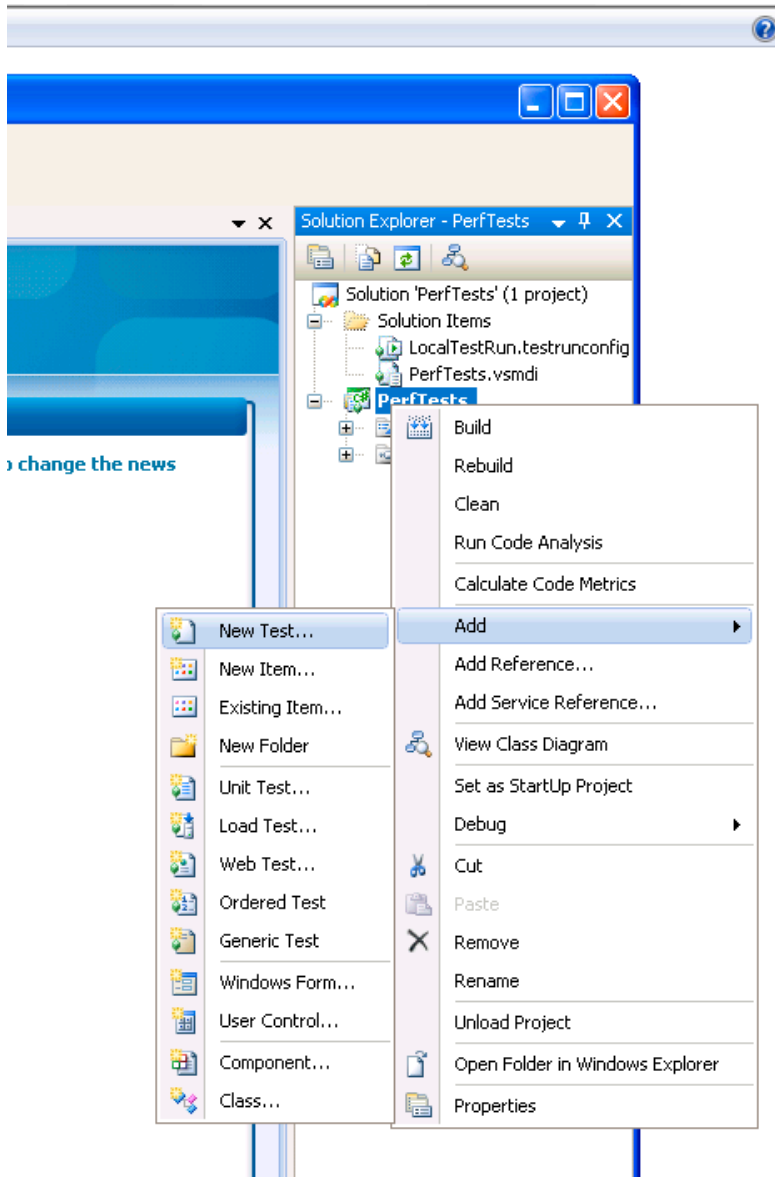 Solution Explorer - PerfTests
Solution 'PerfTests' (1 project)
Solution Items
LocalTestRun.testrunconfig
PerfTests.vsmdi
PerfTests
change the news
Build
Rebuild
Clean
Run Code Analysis
Calculate Code Metrics
Add
Add Reference...
Add Service Reference...
View Class Diagram
Set as StartUp Project
Debug
Cut
Paste
Remove
Rename
Unload Project
Open Folder in Windows Explorer
Properties
New Test...
New Item...
Existing Item...
New Folder
Unit Test...
Load Test...
Web Test...
Ordered Test
Generic Test
Windows Form...
User Control...
Component...
Class...